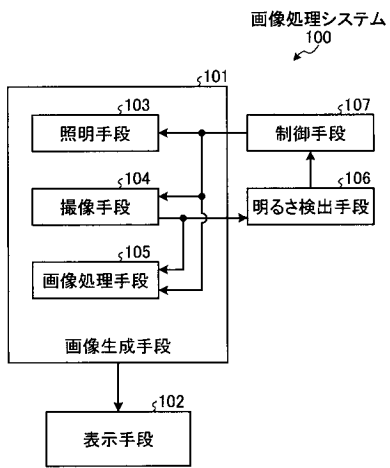 画像処理システム
100
101
103
照明手段
107
制御手段
104
撮像手段
106
明るさ検出手段
105
画像処理手段
画像生成手段
102
表示手段